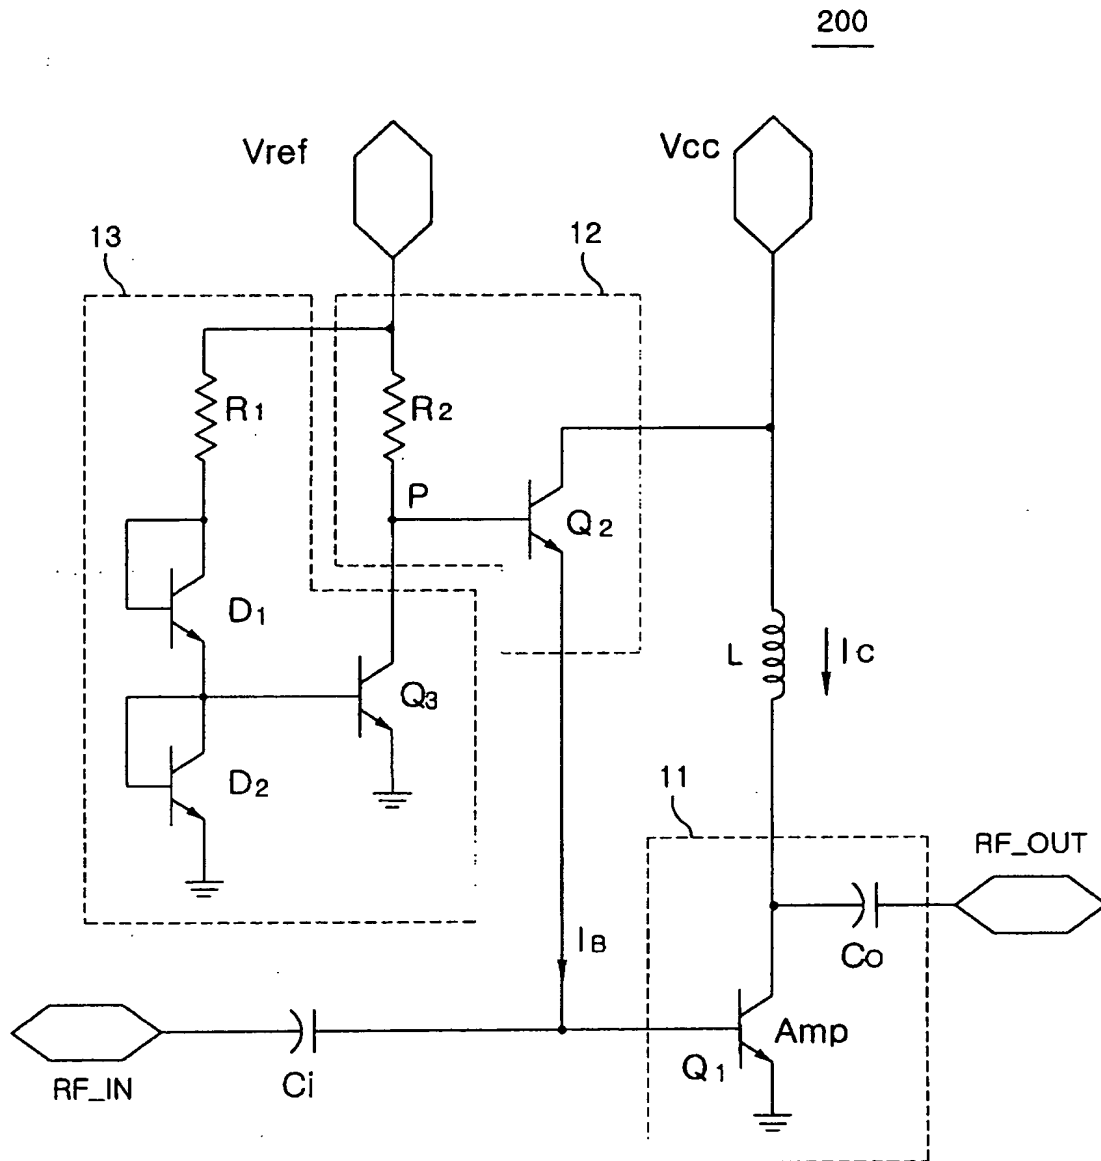 200
Vref
Vcc
13
12
R1
R2
P
Q2
D1
L
IC
Q3
D2
11
RF_OUT
IB
Co
Amp
Q1
RF_IN
Ci